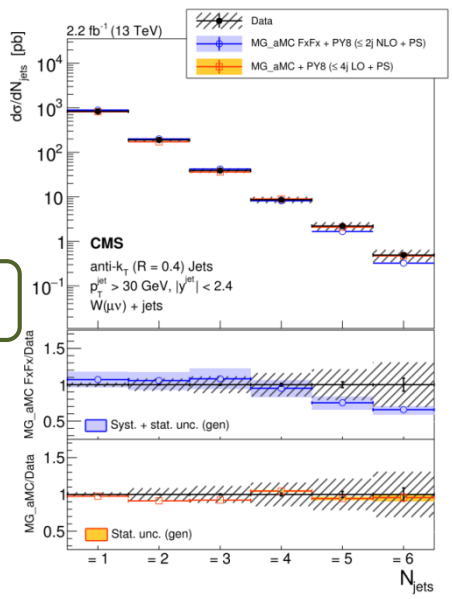 2.2 fb⁻¹ (13 TeV)
Data
MG_aMC FxFx + PY8 (≤ 2j NLO + PS)
MG_aMC + PY8 (≤ 4j LO + PS)
dσ/dN_jets [pb]
10⁴
10³
10²
10
1
10⁻¹
CMS
anti-k_T (R = 0.4) Jets
p_T^jet > 30 GeV, |y^jet| < 2.4
W(μν) + jets
MG_aMC FxFx/Data
1.5
1
0.5
Syst. + stat. unc. (gen)
MG_aMC/Data
1.5
1
0.5
Stat. unc. (gen)
= 1 = 2 = 3 = 4 = 5 = 6
N_jets